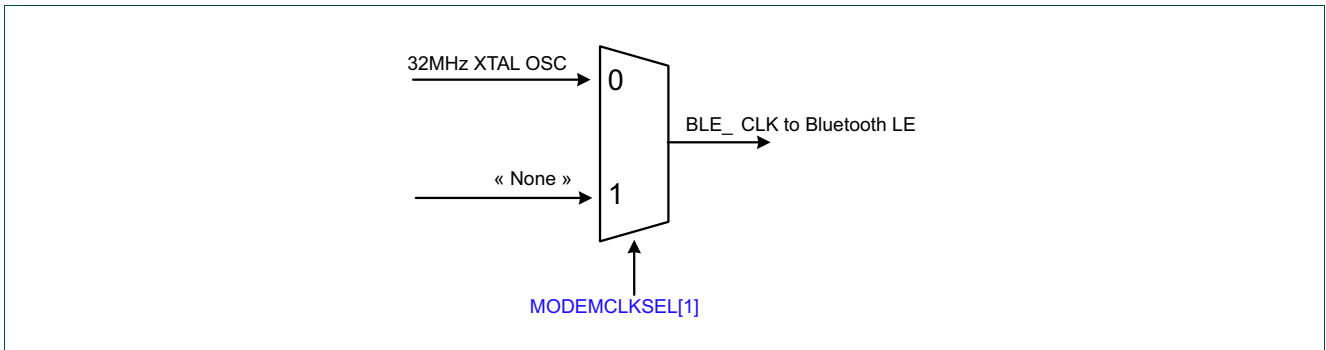 32MHz XTAL OSC
0
BLE_ CLK to Bluetooth LE
« None »
1
MODEMCLKSEL[1]